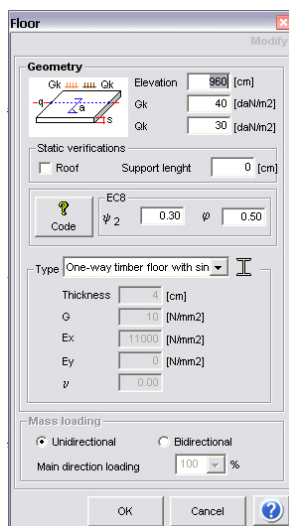 Floor
Modify
Geometry
Gk Qk
q
a
s
Elevation 960 [cm]
Gk 40 [daN/m2]
Qk 30 [daN/m2]
Static verifications
Roof Support lenght 0 [cm]
? Code
EC8
ψ 2 0.30 φ 0.50
Type One-way timber floor with sin
Thickness 4 [cm]
G 10 [N/mm2]
Ex 11000 [N/mm2]
Ey 0 [N/mm2]
ν 0.00
Mass loading
Unidirectional Bidirectional
Main direction loading 100 %
OK Cancel ?